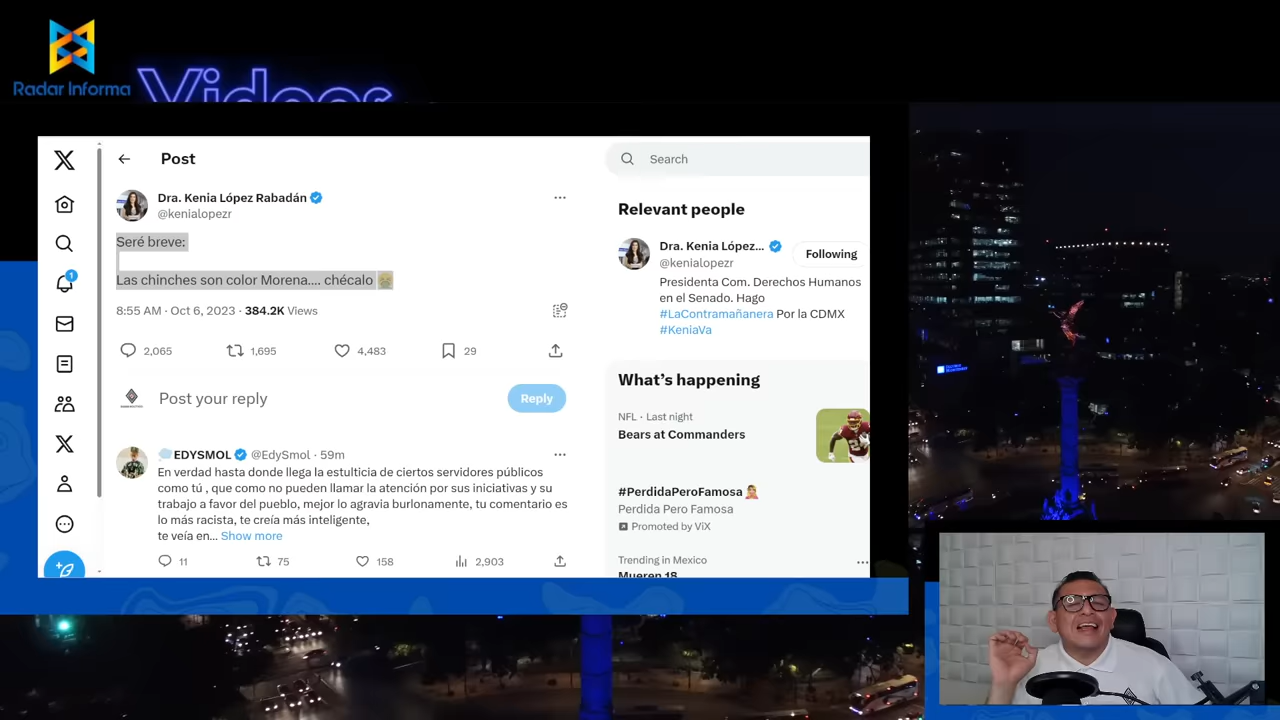 Radar Informa
Videos
Post
Search
Dra. Kenia López Rabadán
@kenialopezr
Seré breve:
Las chinches son color Morena.... chécalo
8:55 AM · Oct 6, 2023 · 384.2K Views
2,065
1,695
4,483
29
Post your reply
Reply
EDYSMOL @EdySmol · 59m
En verdad hasta donde llega la estulticia de ciertos servidores públicos
como tú , que como no pueden llamar la atención por sus iniciativas y su
trabajo a favor del pueblo, mejor lo agravia burlonamente, tu comentario es
lo más racista, te creía más inteligente,
te veía en... Show more
11
75
158
2,903
1
Relevant people
Dra. Kenia López...
@kenialopezr
Following
Presidenta Com. Derechos Humanos
en el Senado. Hago
#LaContramañanera Por la CDMX
#KeniaVa
What's happening
NFL · Last night
Bears at Commanders
#PerdidaPeroFamosa
Perdida Pero Famosa
Promoted by ViX
Trending in Mexico
Mueren 18